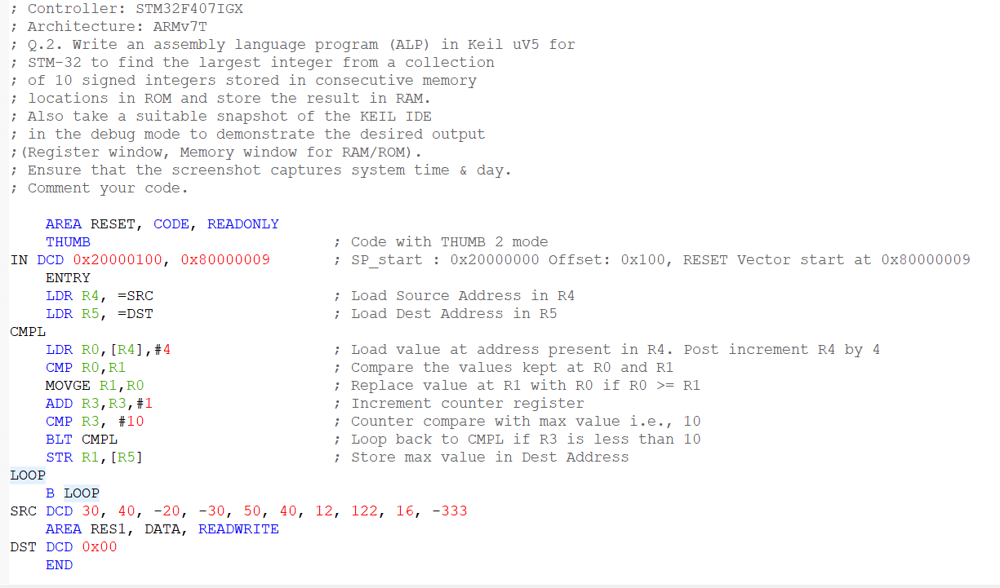 ; Controller: STM32F407IGX
; Architecture: ARMv7T
; Q.2. Write an assembly language program (ALP) in Keil uV5 for
; STM-32 to find the largest integer from a collection
; of 10 signed integers stored in consecutive memory
; locations in ROM and store the result in RAM.
; Also take a suitable snapshot of the KEIL IDE
; in the debug mode to demonstrate the desired output
;(Register window, Memory window for RAM/ROM).
; Ensure that the screenshot captures system time & day.
; Comment your code.
AREA RESET, CODE, READONLY
THUMB ; Code with THUMB 2 mode
IN DCD 0x20000100, 0x80000009 ; SP_start : 0x20000000 Offset: 0x100, RESET Vector start at 0x80000009
ENTRY
LDR R4, =SRC ; Load Source Address in R4
LDR R5, =DST ; Load Dest Address in R5
CMPL
LDR R0,[R4],#4 ; Load value at address present in R4. Post increment R4 by 4
CMP R0,R1 ; Compare the values kept at R0 and R1
MOVGE R1,R0 ; Replace value at R1 with R0 if R0 >= R1
ADD R3,R3,#1 ; Increment counter register
CMP R3, #10 ; Counter compare with max value i.e., 10
BLT CMPL ; Loop back to CMPL if R3 is less than 10
STR R1,[R5] ; Store max value in Dest Address
LOOP
B LOOP
SRC DCD 30, 40, -20, -30, 50, 40, 12, 122, 16, -333
AREA RES1, DATA, READWRITE
DST DCD 0x00
END